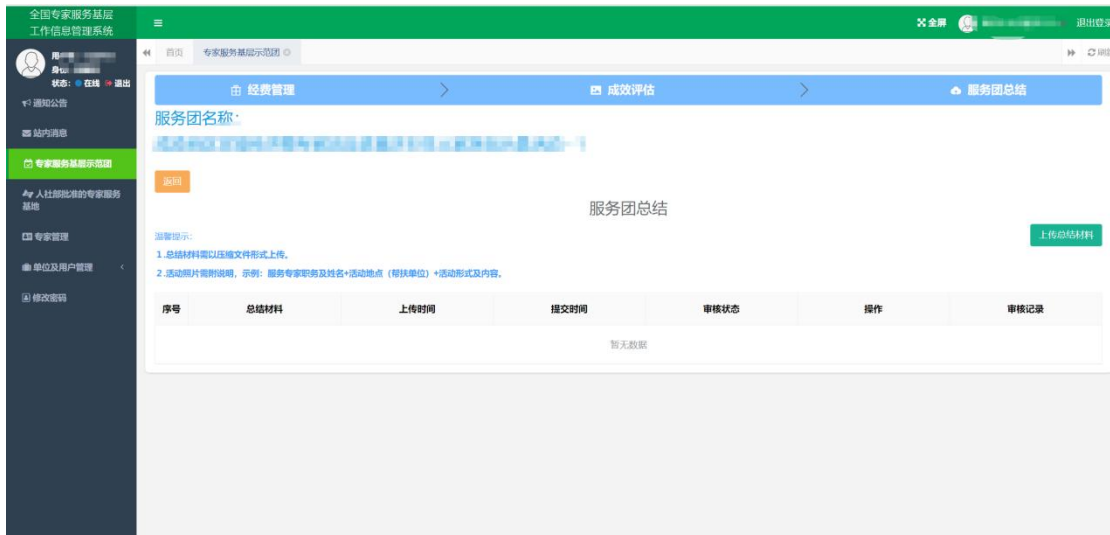 全国专家服务基层
工作信息管理系统
全屏
退出登录
首页
专家服务基层示范团
状态: 在线 退出
通知公告
站内消息
专家服务基层示范团
人社部批准的专家服务
基地
专家管理
单位及用户管理
修改密码
经费管理
成效评估
服务团总结
服务团名称:
返回
服务团总结
上传总结材料
温馨提示:
1.总结材料需以压缩文件形式上传。
2.活动照片需附说明，示例：服务专家职务及姓名+活动地点（帮扶单位）+活动形式及内容。
序号 总结材料 上传时间 提交时间 审核状态 操作 审核记录
暂无数据